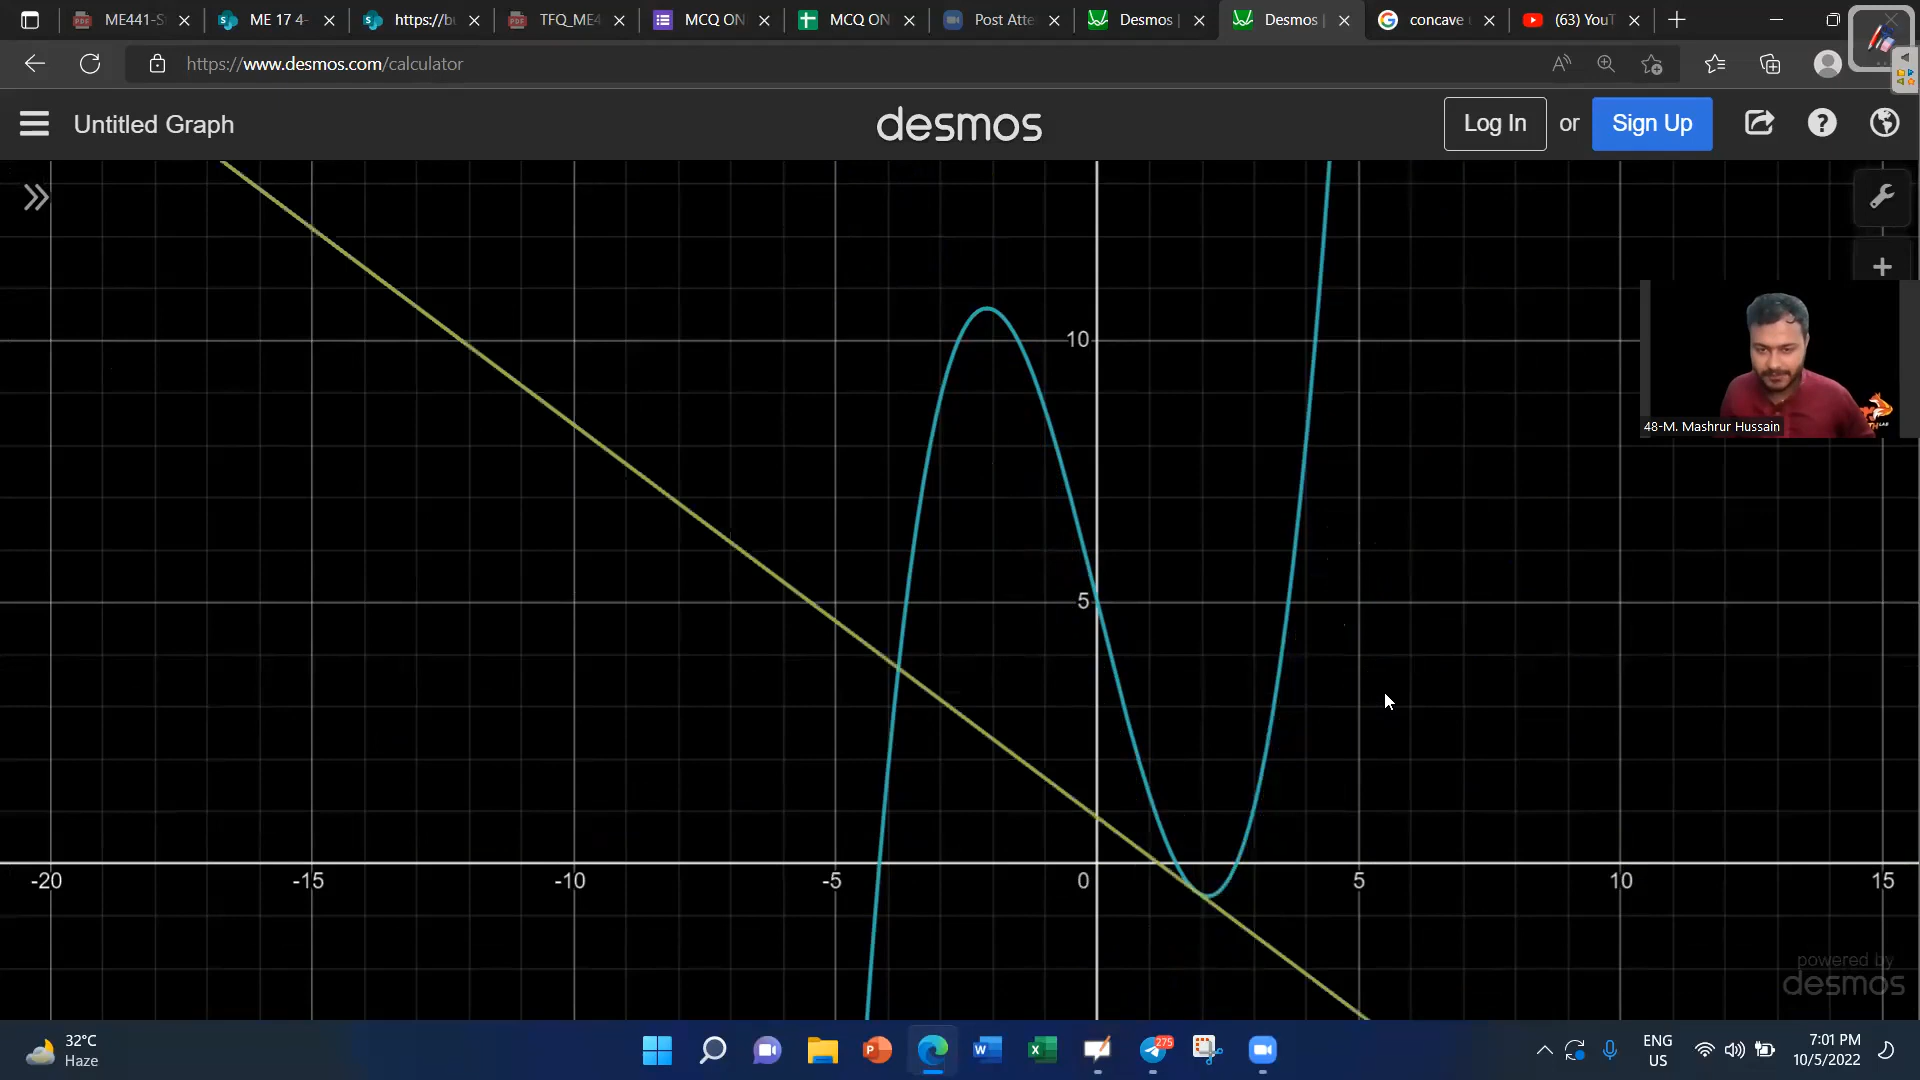 ME441-S
ME 17 4-
https://bu
TFQ_ME4
MCQ ON
MCQ ON
Post Atte
Desmos |
Desmos |
concave
(63) YouT
https://www.desmos.com/calculator
Untitled Graph
desmos
Log In or Sign Up
10
5
-20 -15 -10 -5 0 5 10 15
48-M. Mashrur Hussain
powered by
desmos
32°C
Haze
275
ENG
US
7:01 PM
10/5/2022